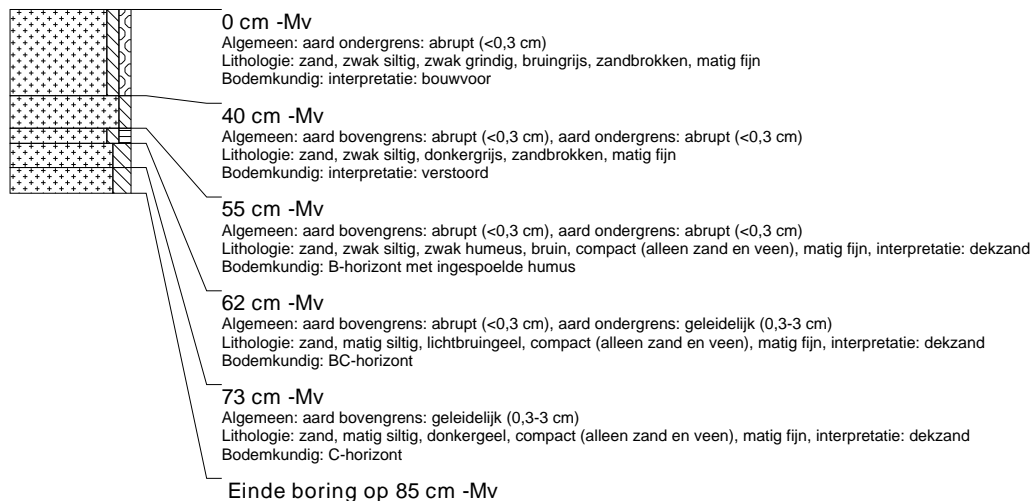 0 cm -Mv
Algemeen: aard ondergrens: abrupt (<0,3 cm)
Lithologie: zand, zwak siltig, zwak grindig, bruingrijs, zandbrokken, matig fijn
Bodemkundig: interpretatie: bouwvoor
40 cm -Mv
Algemeen: aard bovengrens: abrupt (<0,3 cm), aard ondergrens: abrupt (<0,3 cm)
Lithologie: zand, zwak siltig, donkergrijs, zandbrokken, matig fijn
Bodemkundig: interpretatie: verstoord
55 cm -Mv
Algemeen: aard bovengrens: abrupt (<0,3 cm), aard ondergrens: abrupt (<0,3 cm)
Lithologie: zand, zwak siltig, zwak humeus, bruin, compact (alleen zand en veen), matig fijn, interpretatie: dekzand
Bodemkundig: B-horizont met ingespoelde humus
62 cm -Mv
Algemeen: aard bovengrens: abrupt (<0,3 cm), aard ondergrens: geleidelijk (0,3-3 cm)
Lithologie: zand, matig siltig, lichtbruingeel, compact (alleen zand en veen), matig fijn, interpretatie: dekzand
Bodemkundig: BC-horizont
73 cm -Mv
Algemeen: aard bovengrens: geleidelijk (0,3-3 cm)
Lithologie: zand, matig siltig, donkergeel, compact (alleen zand en veen), matig fijn, interpretatie: dekzand
Bodemkundig: C-horizont
Einde boring op 85 cm -Mv